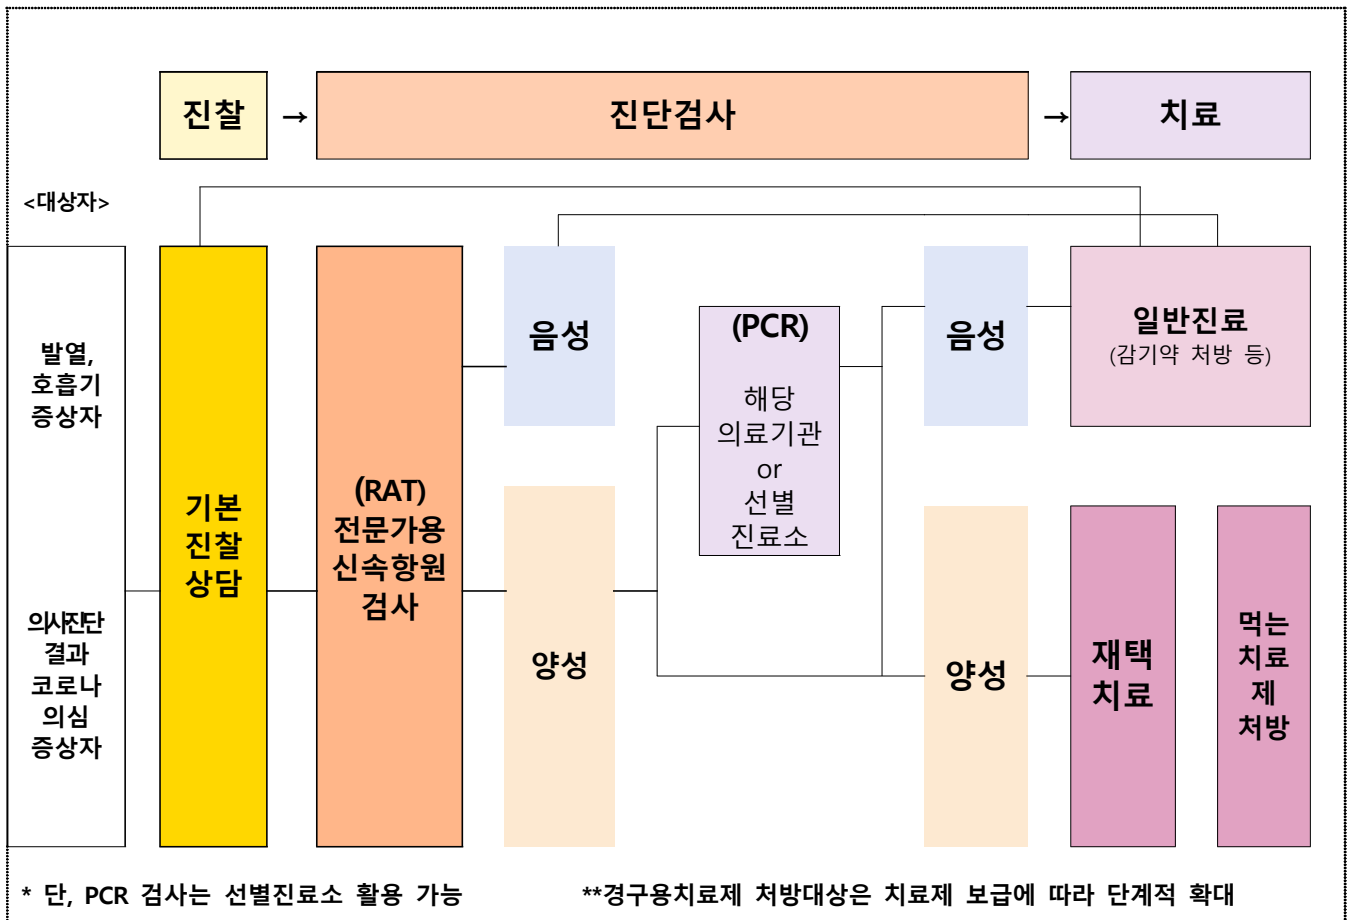 진찰 → 진단검사 → 치료
<대상자>
발열,
호흡기
증상자
의사진단
결과
코로나
의심
증상자
기본
진찰
상담
(RAT)
전문가용
신속항원
검사
음성
양성
(PCR)
해당
의료기관
or
선별
진료소
음성
양성
일반진료
(감기약 처방 등)
재택
치료
먹는
치료
제
처방
* 단, PCR 검사는 선별진료소 활용 가능
**경구용치료제 처방대상은 치료제 보급에 따라 단계적 확대